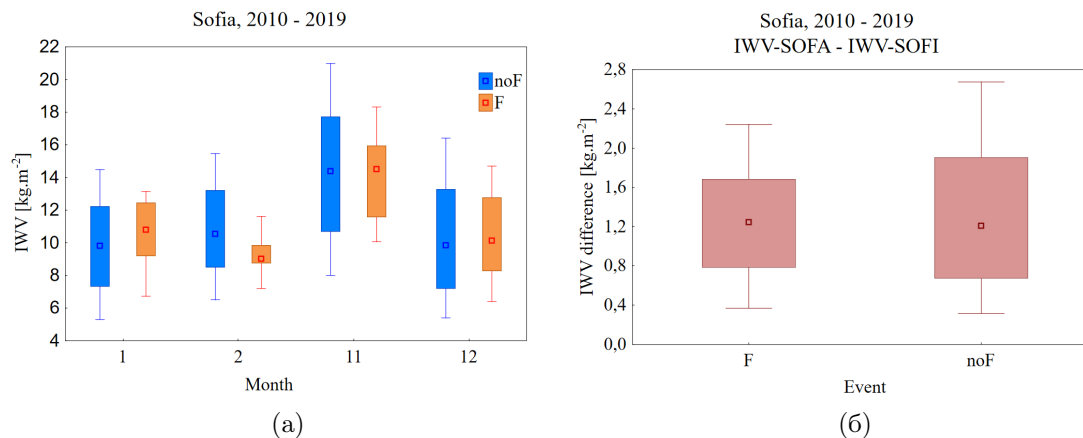 Sofia, 2010 - 2019
IWV [kg.m⁻²]
22
20
18
16
14
12
10
8
6
4
noF
F
1 2 11 12
Month
(а)
Sofia, 2010 - 2019
IWV-SOFA - IWV-SOFI
IWV difference [kg.m⁻²]
2,8
2,4
2,0
1,6
1,2
0,8
0,4
0,0
F noF
Event
(б)